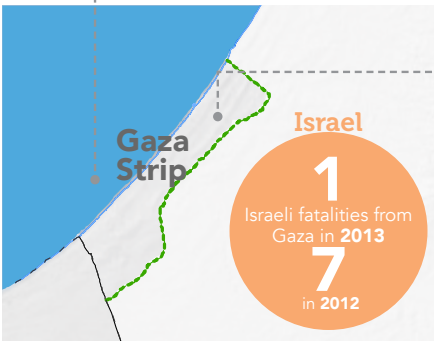 Gaza
Strip
Israel
1
Israeli fatalities from
Gaza in 2013
7
in 2012